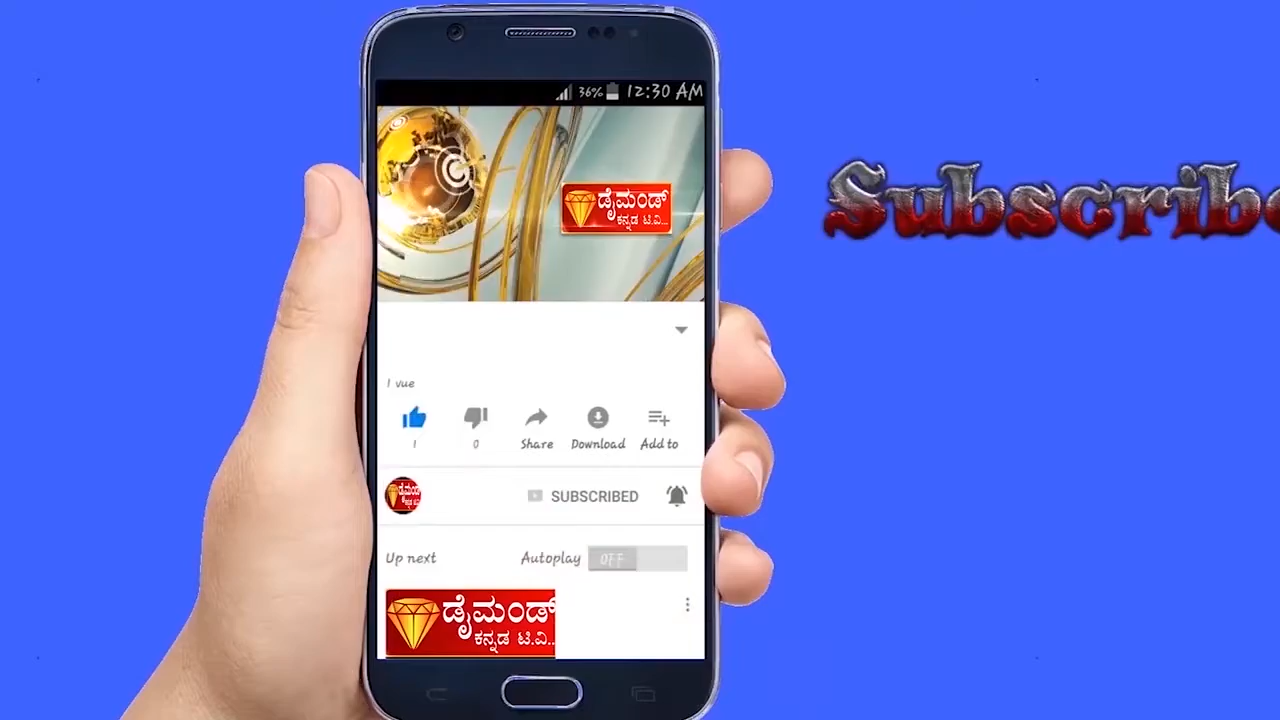 36% 12:30 AM
ಡೈಮಂಡ್
ಕನ್ನಡ ಟಿ.ವಿ...
Subscribe
1 vue
1 0 Share Download Add to
ಡೈಮಂಡ್
SUBSCRIBED
Up next Autoplay OFF
ಡೈಮಂಡ್
ಕನ್ನಡ ಟಿ.ವಿ..